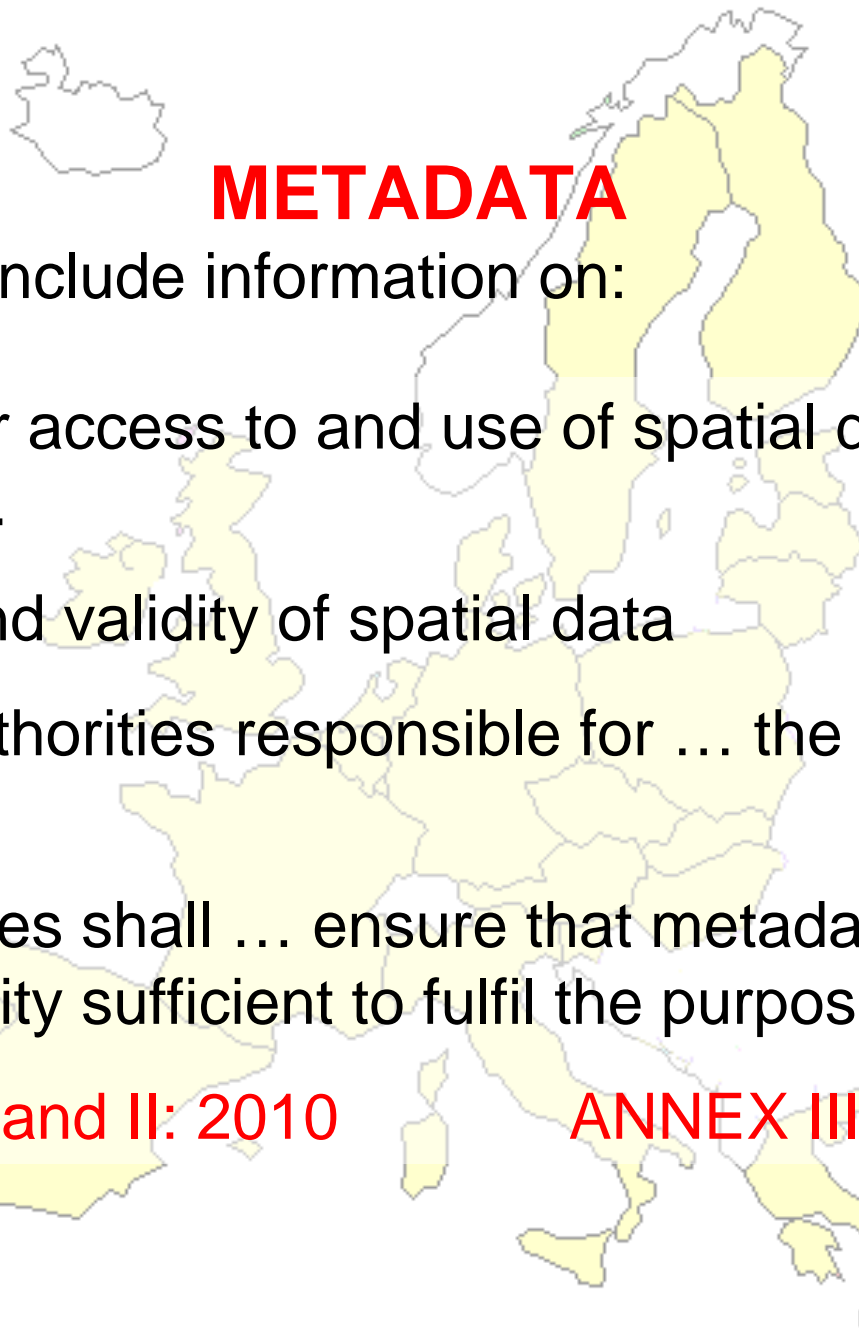 METADATA
nclude information on:
r access to and use of spatial d
.
nd validity of spatial data
thorities responsible for … the
es shall … ensure that metada
ity sufficient to fulfil the purpos
and II: 2010 ANNEX III